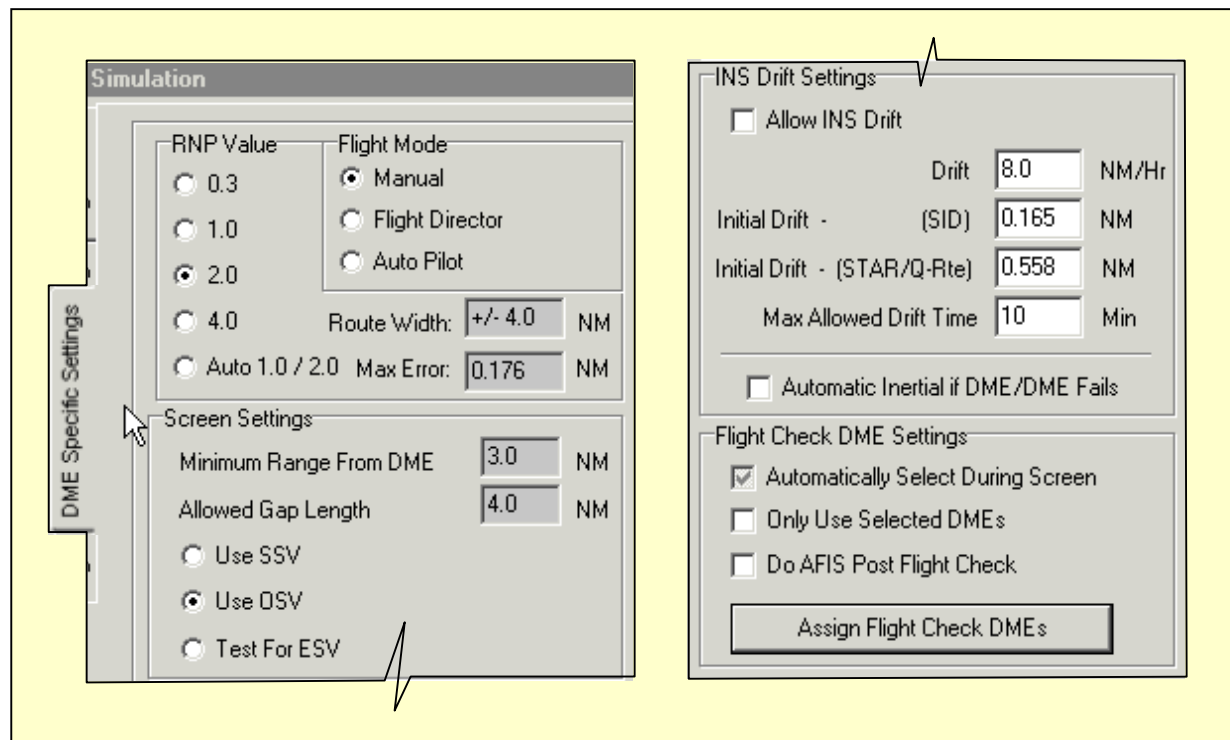 Simulation
DME Specific Settings
RNP Value
0.3
1.0
2.0
4.0
Auto 1.0 / 2.0
Flight Mode
Manual
Flight Director
Auto Pilot
Route Width: +/- 4.0 NM
Max Error: 0.176 NM
Screen Settings
Minimum Range From DME 3.0 NM
Allowed Gap Length 4.0 NM
Use SSV
Use OSV
Test For ESV
INS Drift Settings
Allow INS Drift
Drift 8.0 NM/Hr
Initial Drift - (SID) 0.165 NM
Initial Drift - (STAR/Q-Rte) 0.558 NM
Max Allowed Drift Time 10 Min
Automatic Inertial if DME/DME Fails
Flight Check DME Settings
Automatically Select During Screen
Only Use Selected DMEs
Do AFIS Post Flight Check
Assign Flight Check DMEs